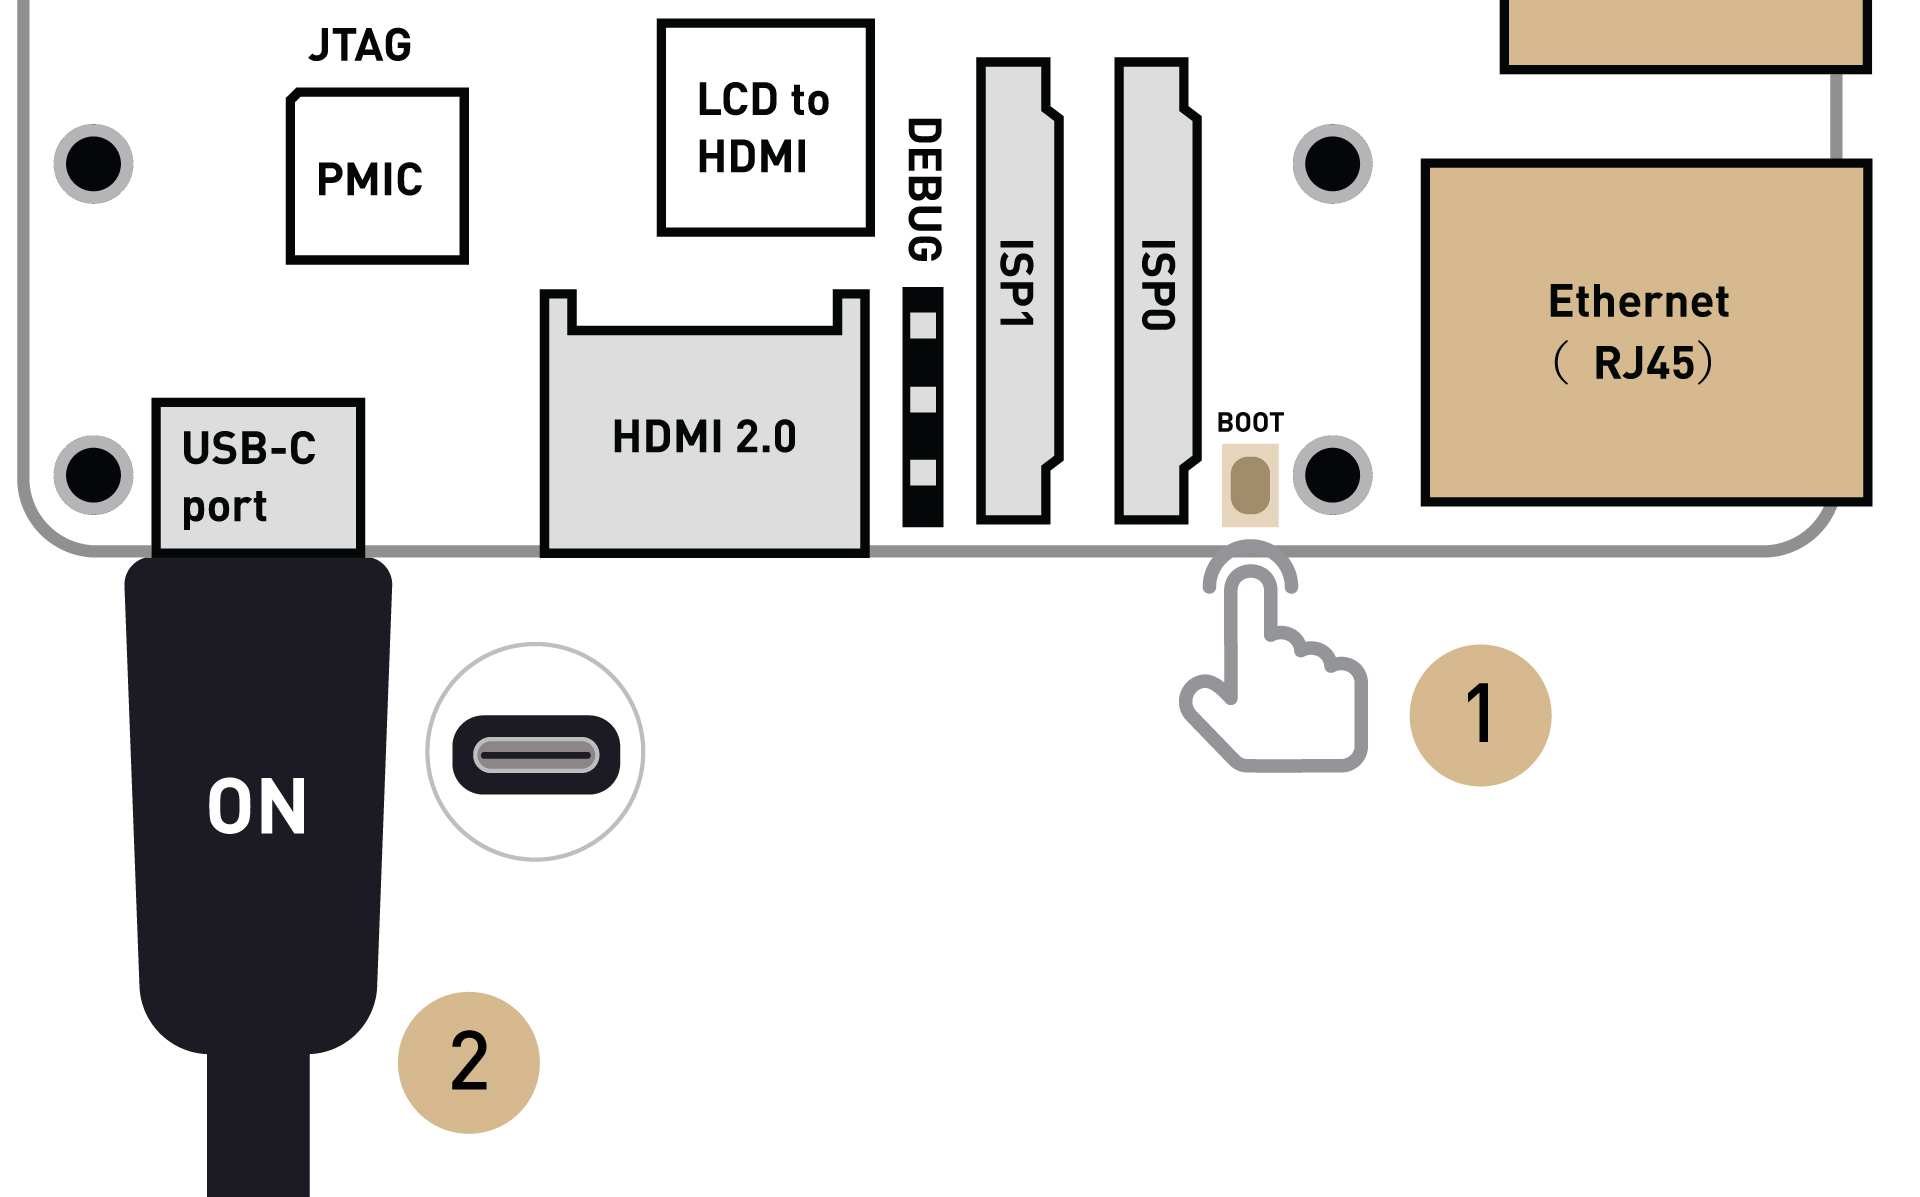 JTAG
PMIC
LCD to
HDMI
DEBUG
ISP1
ISP0
Ethernet
（ RJ45）
BOOT
HDMI 2.0
USB-C
port
1
ON
2